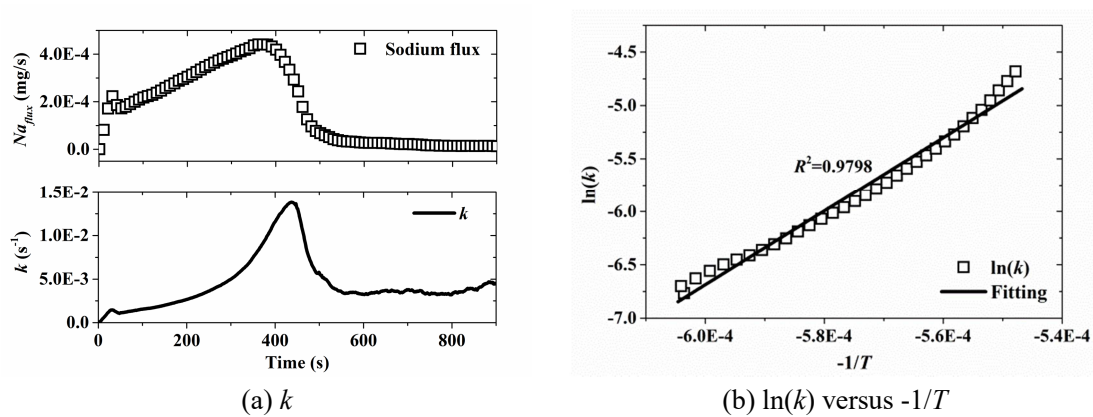 Na_flux (mg/s)
4.0E-4
2.0E-4
0.0
Sodium flux
k (s⁻¹)
1.5E-2
1.0E-2
5.0E-3
0.0
k
0 200 400 600 800
Time (s)
(a) k
ln(k)
-4.5
-5.0
-5.5
-6.0
-6.5
-7.0
R²=0.9798
ln(k)
Fitting
-6.0E-4 -5.8E-4 -5.6E-4 -5.4E-4
-1/T
(b) ln(k) versus -1/T